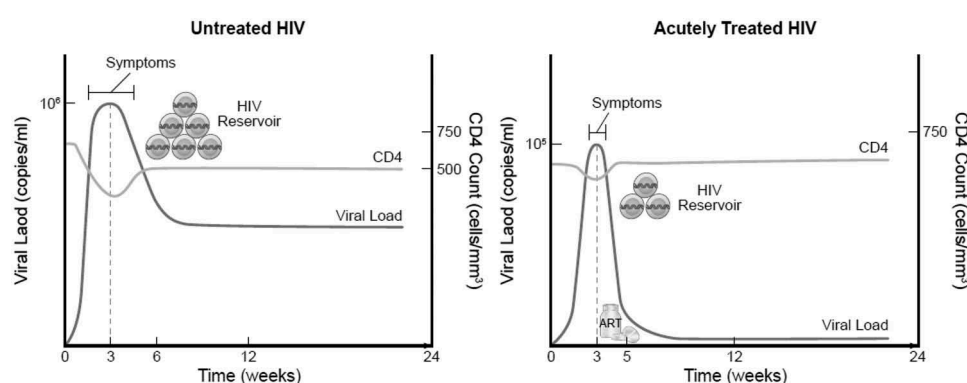 Untreated HIV
Symptoms
10⁶
HIV
Reservoir
750
500
CD4
Viral Load
Viral Laod (copies/ml)
CD4 Count (cells/mm³)
0
3
6
12
24
Time (weeks)
Acutely Treated HIV
Symptoms
10⁵
750
CD4
HIV
Reservoir
ART
Viral Load
Viral Laod (copies/ml)
CD4 Count (cells/mm³)
0
3
5
12
24
Time (weeks)